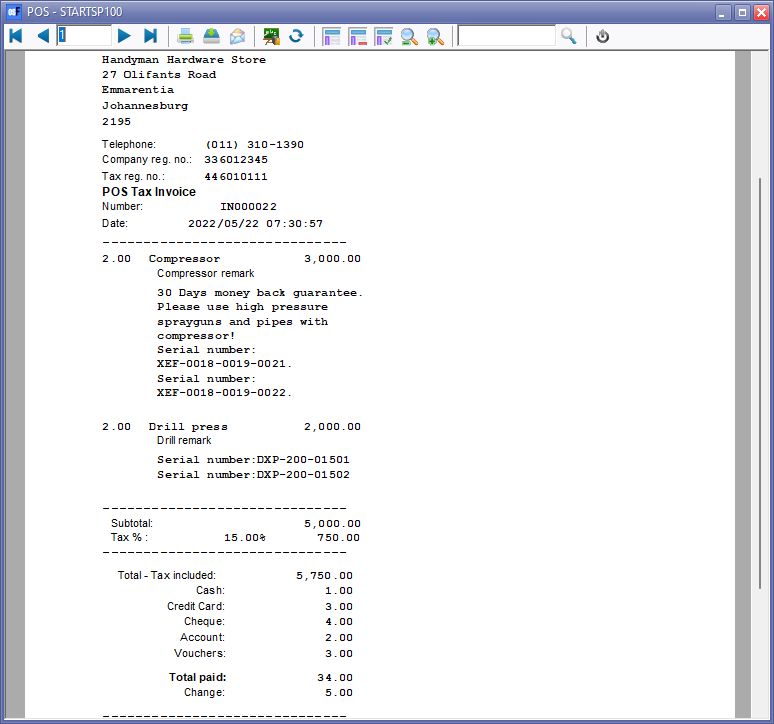 POS - STARTSP100
1
Handyman Hardware Store
27 Olifants Road
Emmarentia
Johannesburg
2195
Telephone: (011) 310-1390
Company reg. no.: 336012345
Tax reg. no.: 446010111
POS Tax Invoice
Number: IN000022
Date: 2022/05/22 07:30:57
----------------------------
2.00 Compressor 3,000.00
Compressor remark
30 Days money back guarantee.
Please use high pressure
sprayguns and pipes with
compressor!
Serial number:
XEF-0018-0019-0021.
Serial number:
XEF-0018-0019-0022.
2.00 Drill press 2,000.00
Drill remark
Serial number:DXP-200-01501
Serial number:DXP-200-01502
----------------------------
Subtotal: 5,000.00
Tax % : 15.00% 750.00
----------------------------
Total - Tax included: 5,750.00
Cash: 1.00
Credit Card: 3.00
Cheque: 4.00
Account: 2.00
Vouchers: 3.00
Total paid: 34.00
Change: 5.00
----------------------------